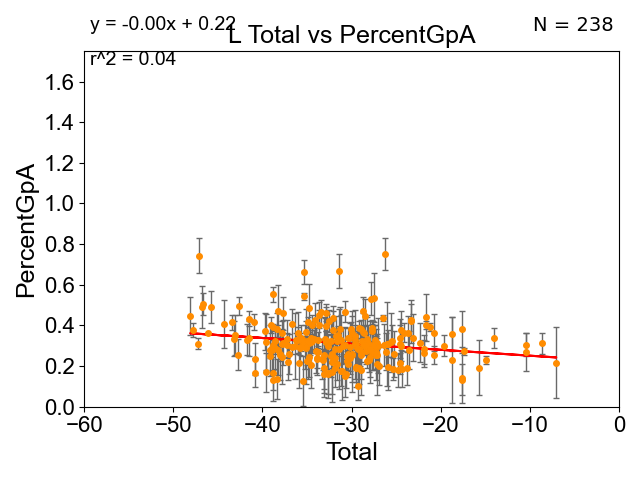 y = -0.00x + 0.22
L Total vs PercentGpA
N = 238
r^2 = 0.04
PercentGpA
1.6
1.4
1.2
1.0
0.8
0.6
0.4
0.2
0.0
−60 −50 −40 −30 −20 −10 0
Total